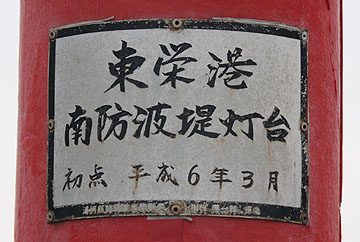 東栄港
南防波堤灯台
初点 平成6年3月